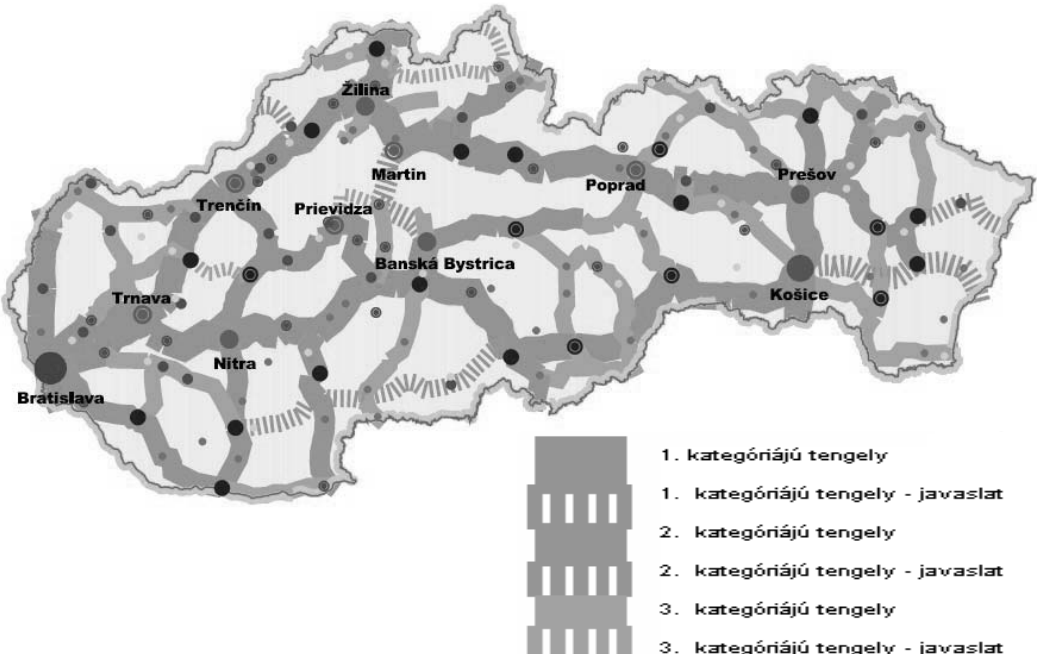 Žilina
Martin
Poprad
Prešov
Trenčín
Prievidza
Banská Bystrica
Košice
Trnava
Nitra
Bratislava
1. kategóriájú tengely
1. kategóriájú tengely - javaslat
2. kategóriájú tengely
2. kategóriájú tengely - javaslat
3. kategóriájú tengely
3. kategóriájú tengely - javaslat